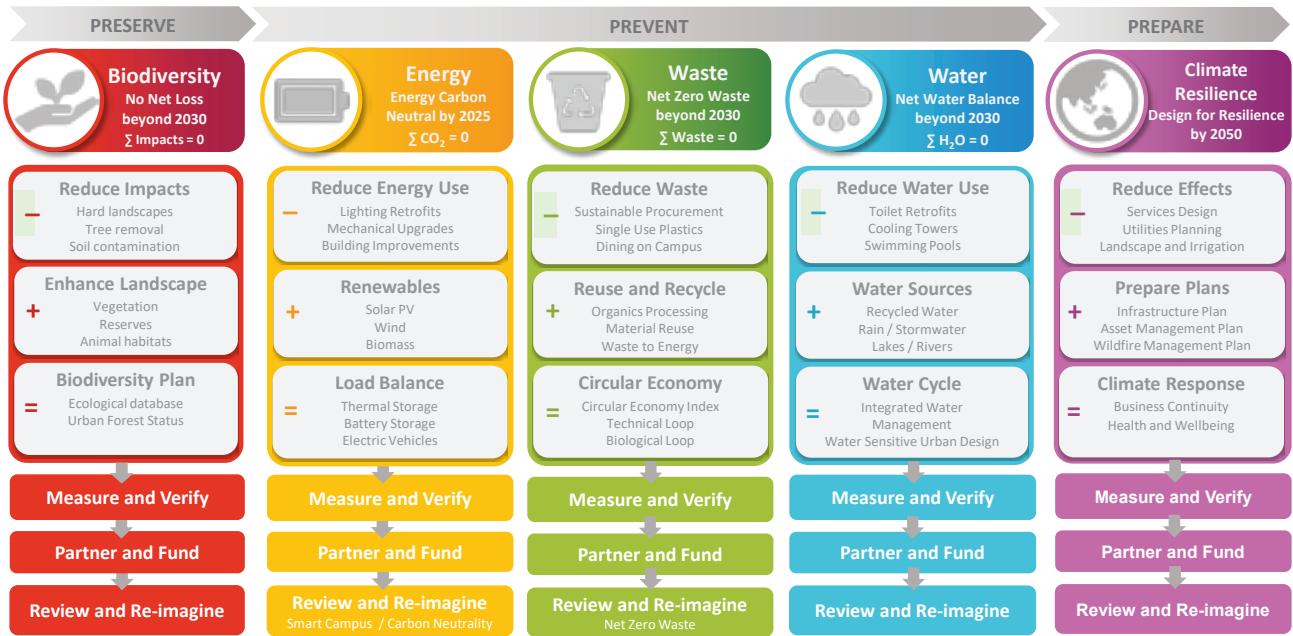 PRESERVE
PREVENT
PREPARE
Biodiversity
No Net Loss
beyond 2030
∑ Impacts = 0
Energy
Energy Carbon
Neutral by 2025
∑ CO₂ = 0
Waste
Net Zero Waste
beyond 2030
∑ Waste = 0
Water
Net Water Balance
beyond 2030
∑ H₂O = 0
Climate
Resilience
Design for Resilience
by 2050
–
Reduce Impacts
Hard landscapes
Tree removal
Soil contamination
+
Enhance Landscape
Vegetation
Reserves
Animal habitats
=
Biodiversity Plan
Ecological database
Urban Forest Status
Measure and Verify
Partner and Fund
Review and Re-imagine
–
Reduce Energy Use
Lighting Retrofits
Mechanical Upgrades
Building Improvements
+
Renewables
Solar PV
Wind
Biomass
=
Load Balance
Thermal Storage
Battery Storage
Electric Vehicles
Measure and Verify
Partner and Fund
Review and Re-imagine
Smart Campus / Carbon Neutrality
–
Reduce Waste
Sustainable Procurement
Single Use Plastics
Dining on Campus
+
Reuse and Recycle
Organics Processing
Material Reuse
Waste to Energy
=
Circular Economy
Circular Economy Index
Technical Loop
Biological Loop
Measure and Verify
Partner and Fund
Review and Re-imagine
Net Zero Waste
–
Reduce Water Use
Toilet Retrofits
Cooling Towers
Swimming Pools
+
Water Sources
Recycled Water
Rain / Stormwater
Lakes / Rivers
=
Water Cycle
Integrated Water
Management
Water Sensitive Urban Design
Measure and Verify
Partner and Fund
Review and Re-imagine
–
Reduce Effects
Services Design
Utilities Planning
Landscape and Irrigation
+
Prepare Plans
Infrastructure Plan
Asset Management Plan
Wildfire Management Plan
=
Climate Response
Business Continuity
Health and Wellbeing
Measure and Verify
Partner and Fund
Review and Re-imagine